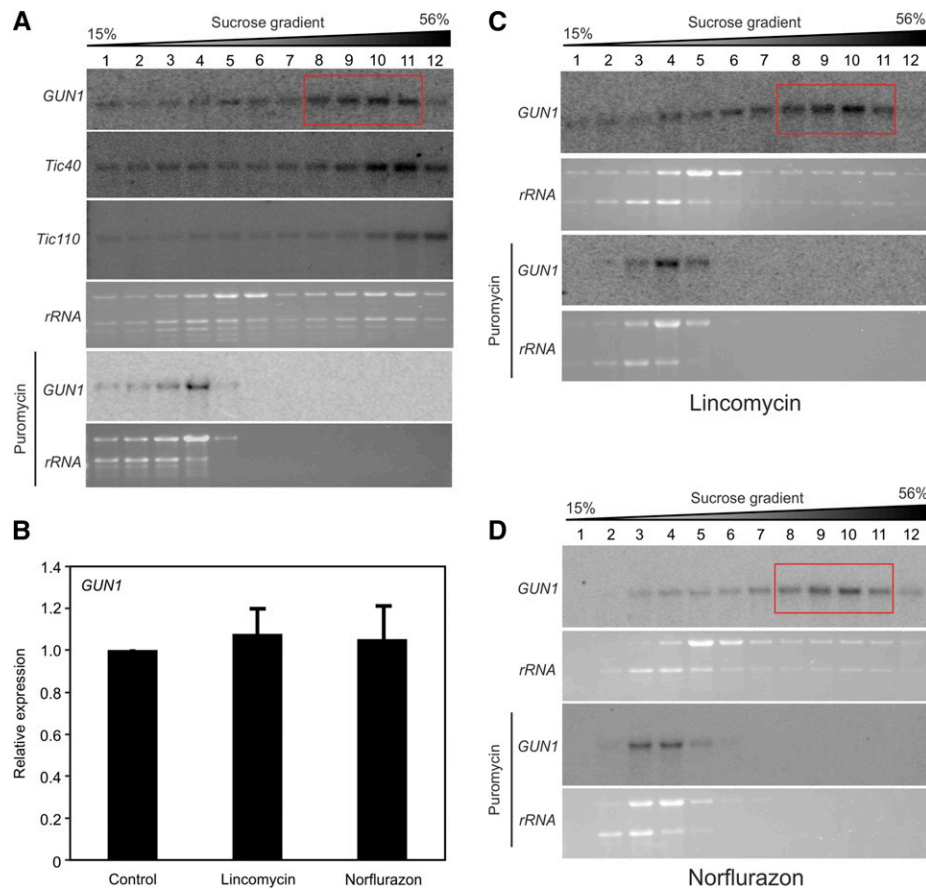 A
Sucrose gradient
15%
56%
1 2 3 4 5 6 7 8 9 10 11 12
GUN1
Tic40
Tic110
rRNA
Puromycin
GUN1
rRNA
B
GUN1
Relative expression
1.4
1.2
1.0
0.8
0.6
0.4
0.2
0
Control Lincomycin Norflurazon
C
Sucrose gradient
15%
56%
1 2 3 4 5 6 7 8 9 10 11 12
GUN1
rRNA
Puromycin
GUN1
rRNA
Lincomycin
D
Sucrose gradient
15%
56%
1 2 3 4 5 6 7 8 9 10 11 12
GUN1
rRNA
Puromycin
GUN1
rRNA
Norflurazon